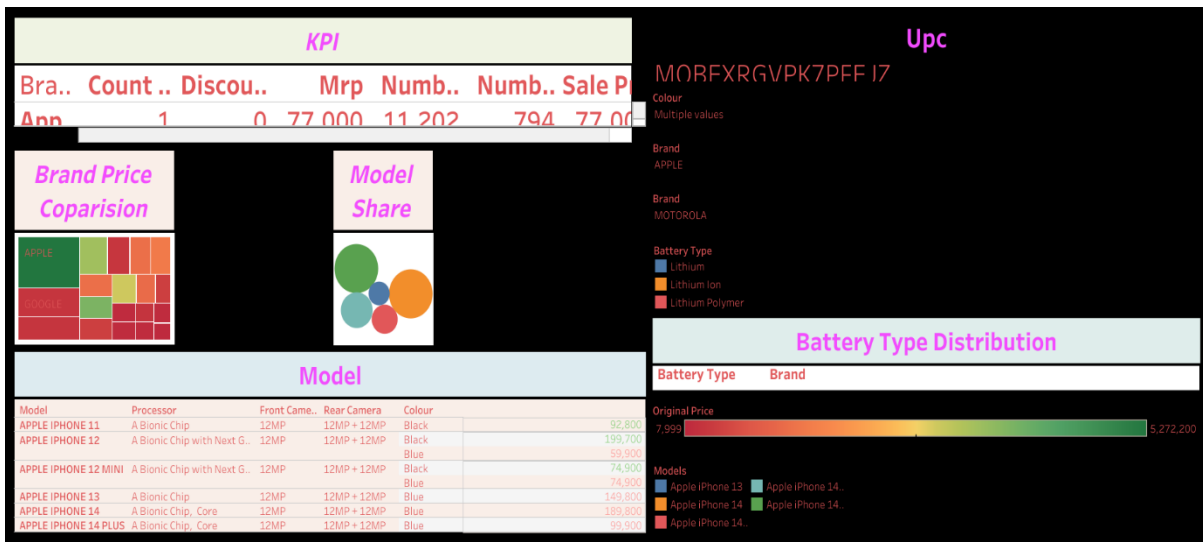 KPI
Bra.. Count .. Discou.. Mrp Numb.. Numb.. Sale P
App 1 0 77,000 11,202 794 77,00
Brand Price
Coparision
APPLE
GOOGLE
Model
Share
Model
Model Processor Front Came.. Rear Camera Colour
APPLE IPHONE 11 A Bionic Chip 12MP 12MP + 12MP Black 92,800
APPLE IPHONE 12 A Bionic Chip with Next G.. 12MP 12MP + 12MP Black 199,700
Blue 59,900
APPLE IPHONE 12 MINI A Bionic Chip with Next G.. 12MP 12MP + 12MP Black 74,900
Blue 74,900
APPLE IPHONE 13 A Bionic Chip 12MP 12MP + 12MP Blue 149,800
APPLE IPHONE 14 A Bionic Chip, Core 12MP 12MP + 12MP Blue 189,800
APPLE IPHONE 14 PLUS A Bionic Chip, Core 12MP 12MP + 12MP Blue 99,900
Upc
Colour
Multiple values
Brand
APPLE
Brand
MOTOROLA
Battery Type
Lithium
Lithium Ion
Lithium Polymer
Battery Type Distribution
Battery Type Brand
Original Price
7,999 5,272,200
Models
Apple iPhone 13 Apple iPhone 14..
Apple iPhone 14 Apple iPhone 14..
Apple iPhone 14..